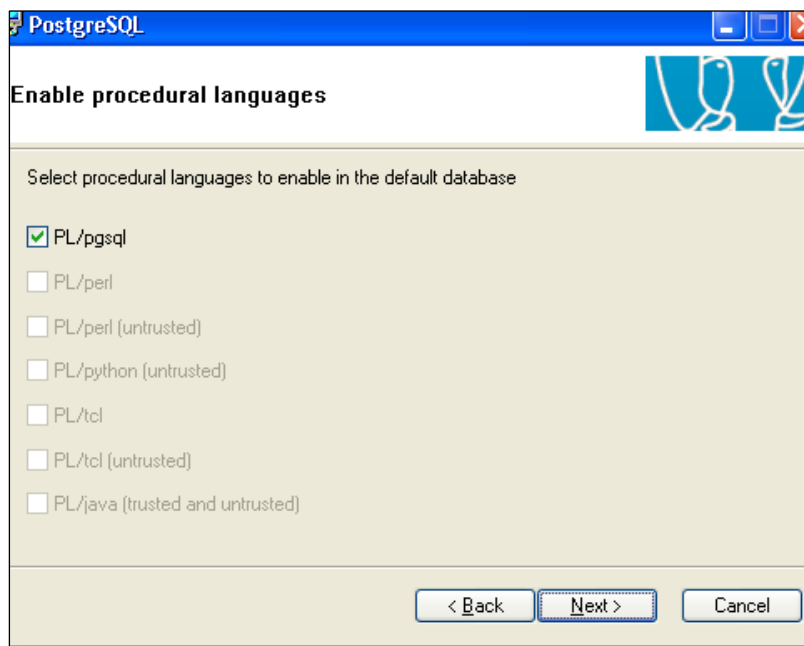 PostgreSQL
Enable procedural languages
Select procedural languages to enable in the default database
PL/pgsql
PL/perl
PL/perl (untrusted)
PL/python (untrusted)
PL/tcl
PL/tcl (untrusted)
PL/java (trusted and untrusted)
< Back Next > Cancel